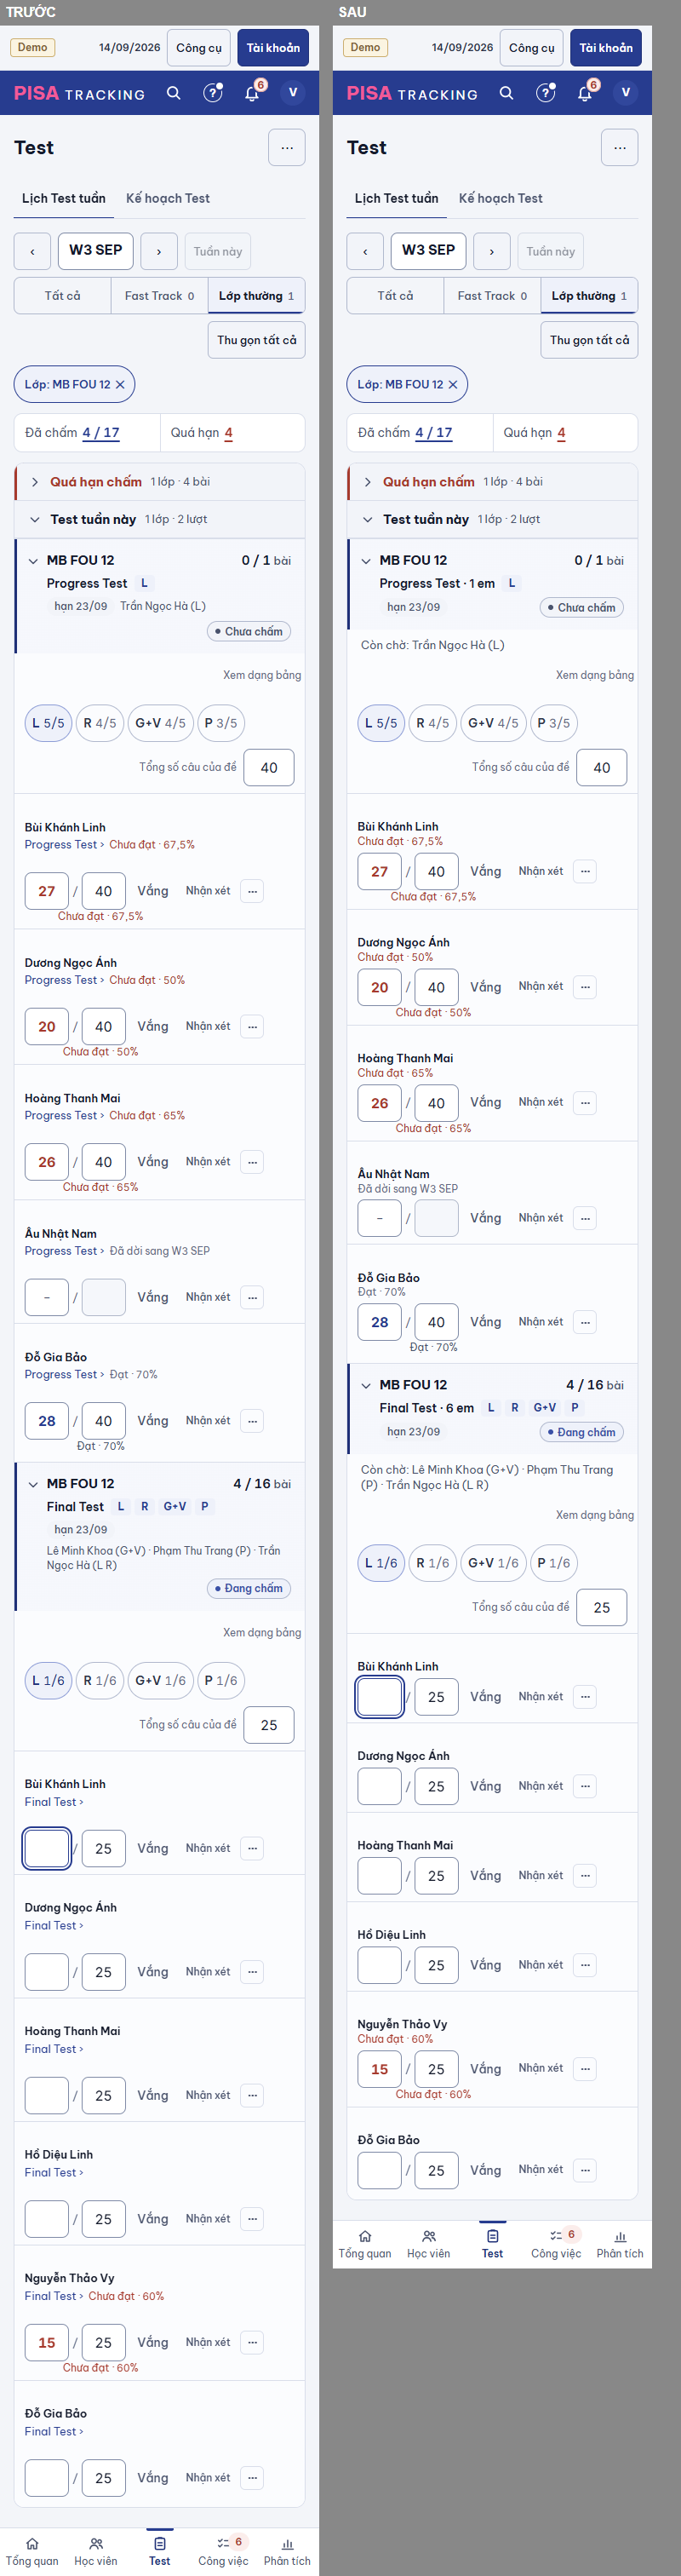 TRƯỚC
Demo 14/09/2026 Công cụ Tài khoản
PISA TRACKING ? 6 V
Test ...
Lịch Test tuần Kế hoạch Test
‹ W3 SEP › Tuần này
Tất cả Fast Track 0 Lớp thường 1
Thu gọn tất cả
Lớp: MB FOU 12 ×
Đã chấm 4 / 17 Quá hạn 4
Quá hạn chấm 1 lớp · 4 bài
Test tuần này 1 lớp · 2 lượt
MB FOU 12 0 / 1 bài
Progress Test L
hạn 23/09 Trần Ngọc Hà (L)
• Chưa chấm
Xem dạng bảng
L 5/5 R 4/5 G+V 4/5 P 3/5
Tổng số câu của đề 40
Bùi Khánh Linh
Progress Test › Chưa đạt · 67,5%
27 / 40 Vắng Nhận xét ...
Chưa đạt · 67,5%
Dương Ngọc Ánh
Progress Test › Chưa đạt · 50%
20 / 40 Vắng Nhận xét ...
Chưa đạt · 50%
Hoàng Thanh Mai
Progress Test › Chưa đạt · 65%
26 / 40 Vắng Nhận xét ...
Chưa đạt · 65%
Âu Nhật Nam
Progress Test › Đã dời sang W3 SEP
– / Vắng Nhận xét ...
Đỗ Gia Bảo
Progress Test › Đạt · 70%
28 / 40 Vắng Nhận xét ...
Đạt · 70%
MB FOU 12 4 / 16 bài
Final Test L R G+V P
hạn 23/09
Lê Minh Khoa (G+V) · Phạm Thu Trang (P) · Trần
Ngọc Hà (L R)
• Đang chấm
Xem dạng bảng
L 1/6 R 1/6 G+V 1/6 P 1/6
Tổng số câu của đề 25
Bùi Khánh Linh
Final Test ›
/ 25 Vắng Nhận xét ...
Dương Ngọc Ánh
Final Test ›
/ 25 Vắng Nhận xét ...
Hoàng Thanh Mai
Final Test ›
/ 25 Vắng Nhận xét ...
Hồ Diệu Linh
Final Test ›
/ 25 Vắng Nhận xét ...
Nguyễn Thảo Vy
Final Test › Chưa đạt · 60%
15 / 25 Vắng Nhận xét ...
Chưa đạt · 60%
Đỗ Gia Bảo
Final Test ›
/ 25 Vắng Nhận xét ...
6
Tổng quan Học viên Test Công việc Phân tích
SAU
Demo 14/09/2026 Công cụ Tài khoản
PISA TRACKING ? 6 V
Test ...
Lịch Test tuần Kế hoạch Test
‹ W3 SEP › Tuần này
Tất cả Fast Track 0 Lớp thường 1
Thu gọn tất cả
Lớp: MB FOU 12 ×
Đã chấm 4 / 17 Quá hạn 4
Quá hạn chấm 1 lớp · 4 bài
Test tuần này 1 lớp · 2 lượt
MB FOU 12 0 / 1 bài
Progress Test · 1 em L
hạn 23/09 • Chưa chấm
Còn chờ: Trần Ngọc Hà (L)
Xem dạng bảng
L 5/5 R 4/5 G+V 4/5 P 3/5
Tổng số câu của đề 40
Bùi Khánh Linh
Chưa đạt · 67,5%
27 / 40 Vắng Nhận xét ...
Chưa đạt · 67,5%
Dương Ngọc Ánh
Chưa đạt · 50%
20 / 40 Vắng Nhận xét ...
Chưa đạt · 50%
Hoàng Thanh Mai
Chưa đạt · 65%
26 / 40 Vắng Nhận xét ...
Chưa đạt · 65%
Âu Nhật Nam
Đã dời sang W3 SEP
– / Vắng Nhận xét ...
Đỗ Gia Bảo
Đạt · 70%
28 / 40 Vắng Nhận xét ...
Đạt · 70%
MB FOU 12 4 / 16 bài
Final Test · 6 em L R G+V P
hạn 23/09 • Đang chấm
Còn chờ: Lê Minh Khoa (G+V) · Phạm Thu Trang
(P) · Trần Ngọc Hà (L R)
Xem dạng bảng
L 1/6 R 1/6 G+V 1/6 P 1/6
Tổng số câu của đề 25
Bùi Khánh Linh
/ 25 Vắng Nhận xét ...
Dương Ngọc Ánh
/ 25 Vắng Nhận xét ...
Hoàng Thanh Mai
/ 25 Vắng Nhận xét ...
Hồ Diệu Linh
/ 25 Vắng Nhận xét ...
Nguyễn Thảo Vy
Chưa đạt · 60%
15 / 25 Vắng Nhận xét ...
Chưa đạt · 60%
Đỗ Gia Bảo
/ 25 Vắng Nhận xét ...
6
Tổng quan Học viên Test Công việc Phân tích